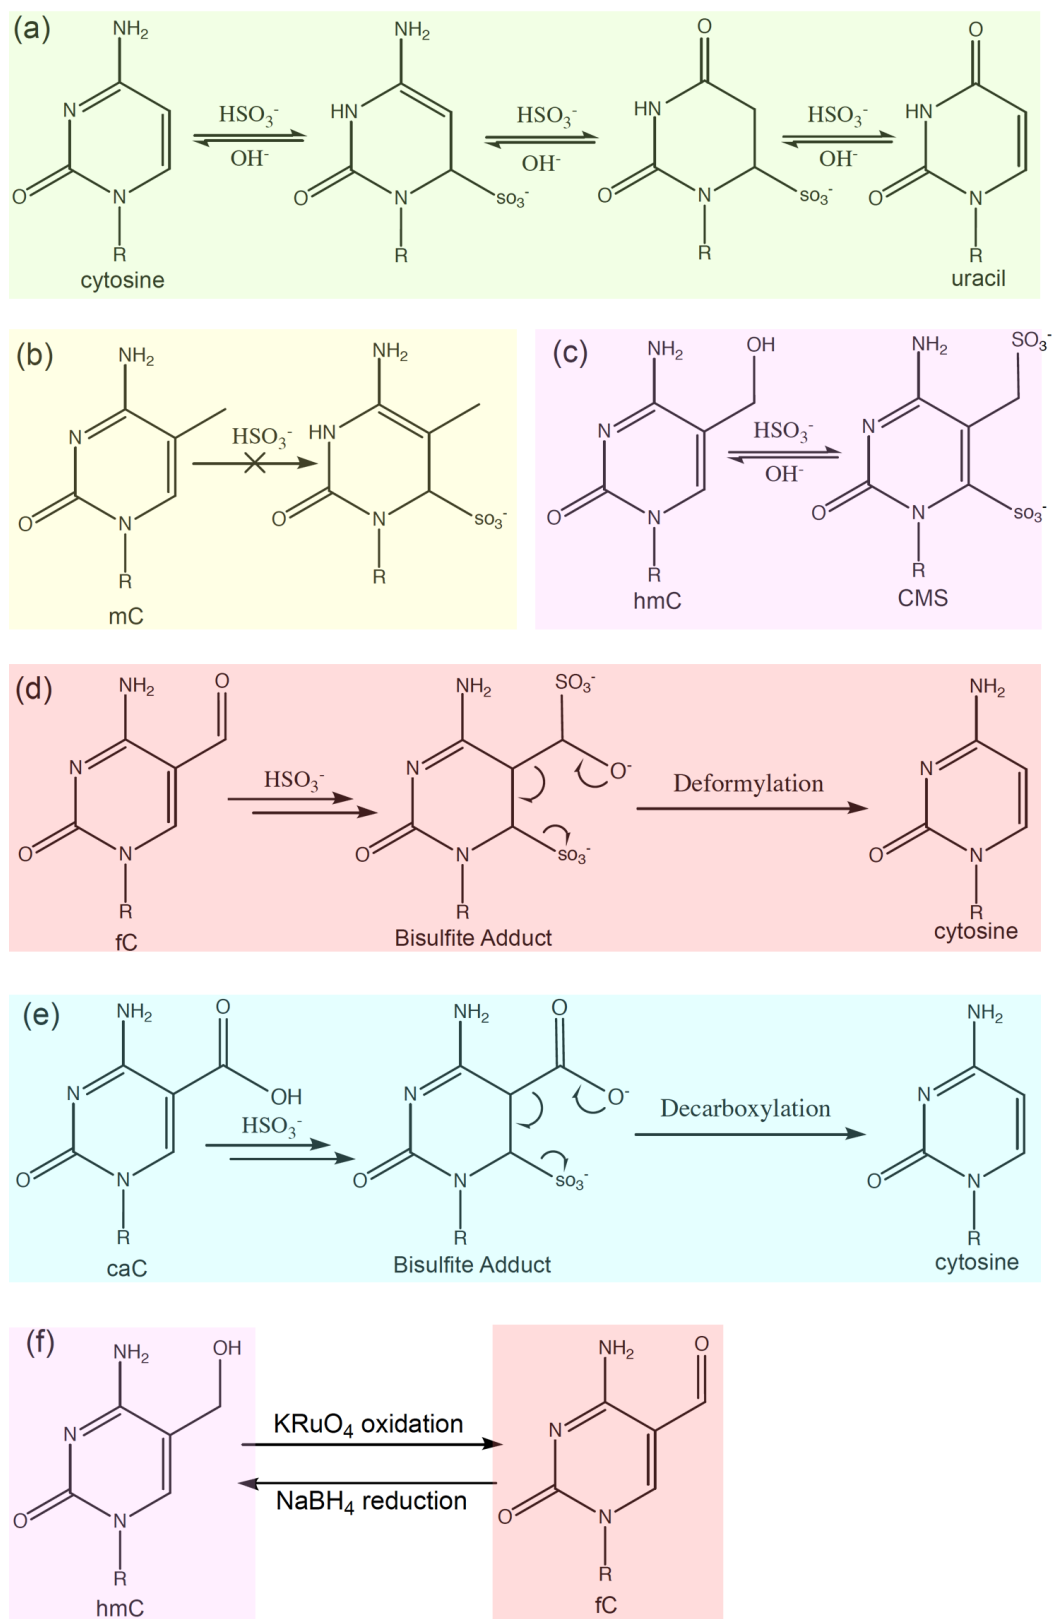 (a)
NH₂
NH₂
O
O
N
HN
HN
HN
HSO₃⁻
OH⁻
HSO₃⁻
OH⁻
HSO₃⁻
OH⁻
O
N
O
N
SO₃⁻
O
N
SO₃⁻
O
N
R
R
R
R
cytosine
uracil
(b)
NH₂
NH₂
N
HSO₃⁻
HN
O
N
O
N
SO₃⁻
R
R
mC
(c)
NH₂
OH
NH₂
SO₃⁻
N
HSO₃⁻
OH⁻
N
O
N
O
N
SO₃⁻
R
R
hmC
CMS
(d)
NH₂
O
NH₂
SO₃⁻
NH₂
N
HSO₃⁻
N
O⁻
Deformylation
N
O
N
O
N
SO₃⁻
O
N
R
R
R
fC
Bisulfite Adduct
cytosine
(e)
NH₂
O
NH₂
O
NH₂
N
OH
HSO₃⁻
N
O⁻
Decarboxylation
N
O
N
O
N
SO₃⁻
O
N
R
R
R
caC
Bisulfite Adduct
cytosine
(f)
NH₂
OH
NH₂
O
N
KRuO₄ oxidation
NaBH₄ reduction
N
O
N
O
N
R
R
hmC
fC